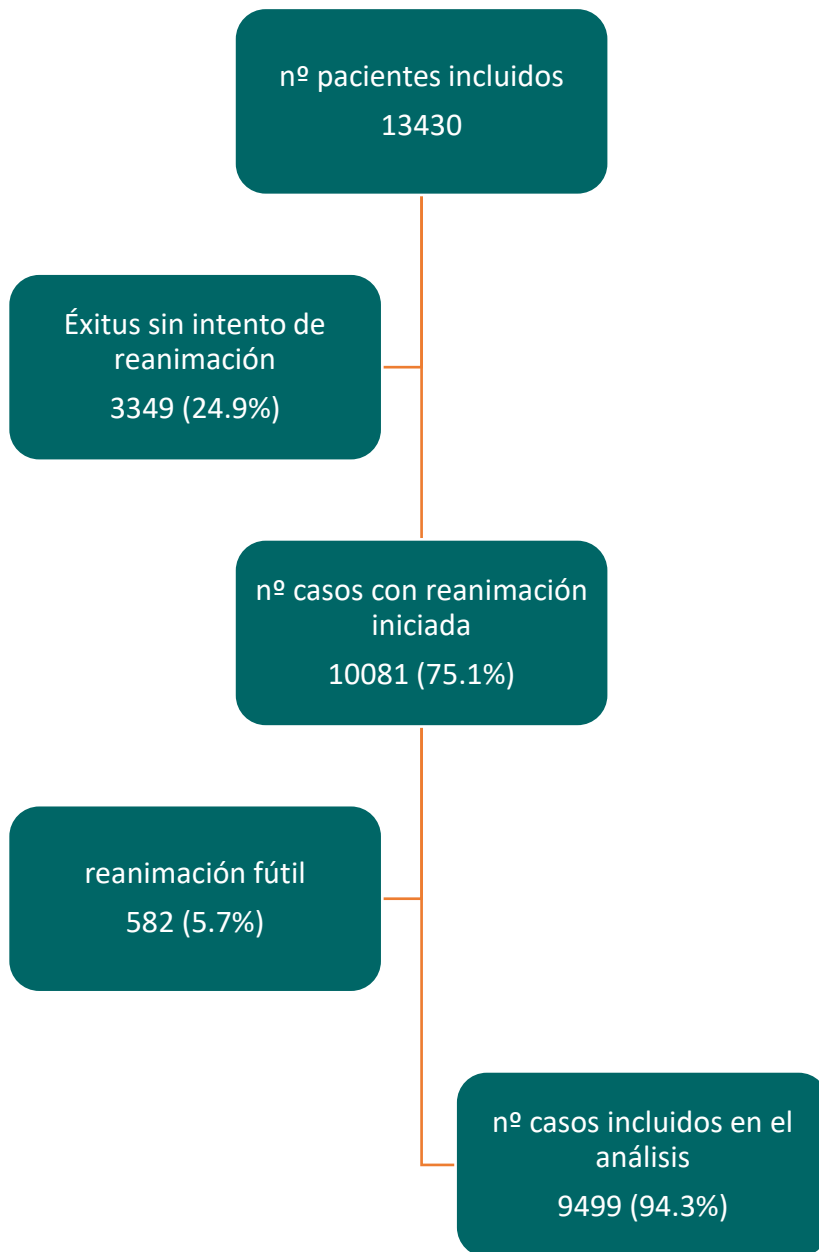 nº pacientes incluidos
13430
Éxitus sin intento de
reanimación
3349 (24.9%)
nº casos con reanimación
iniciada
10081 (75.1%)
reanimación fútil
582 (5.7%)
nº casos incluidos en el
análisis
9499 (94.3%)